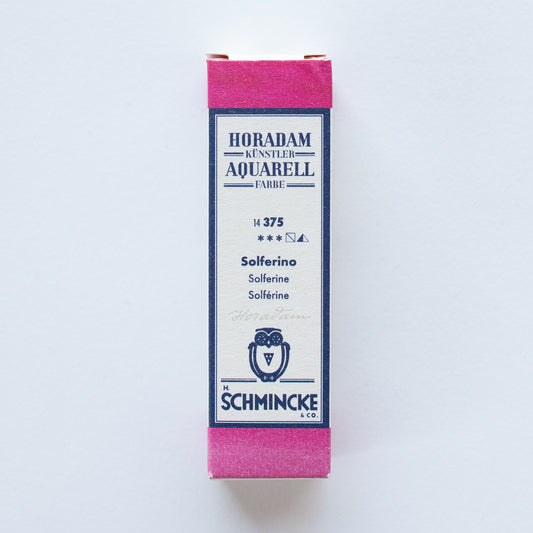 HORADAM
KÜNSTLER
AQUARELL
FARBE
14 375
***
Solferino
Solferine
Solférine
Horadam
H.
SCHMINCKE
& CO.